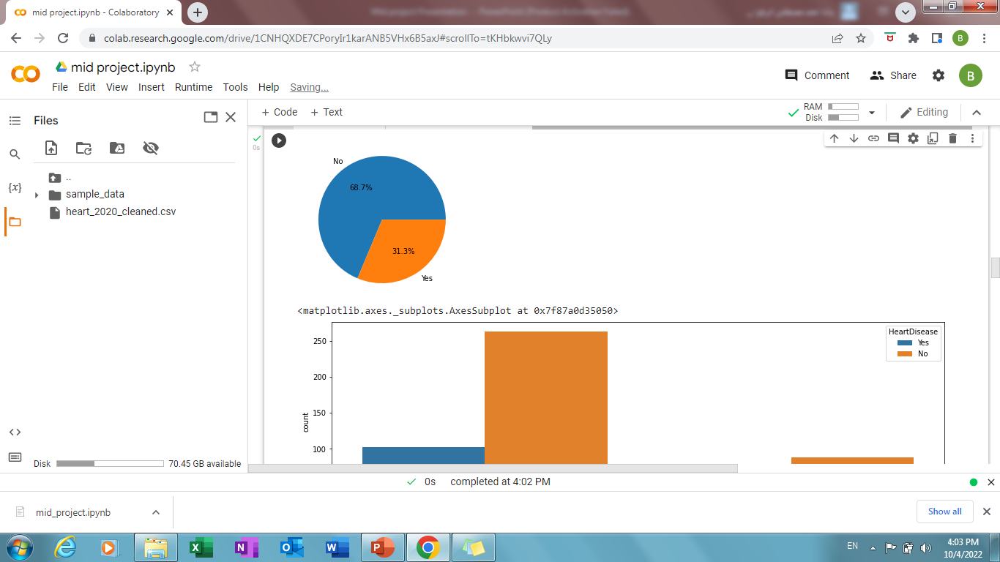 mid project.ipynb - Colaboratory
colab.research.google.com/drive/1CNHQXDE7CPoryIr1karANB5VHx6B5axJ#scrollTo=tKHbkwvi7QLy
B
mid project.ipynb
Comment
Share
B
File Edit View Insert Runtime Tools Help Saving...
Files
+ Code + Text
RAM
Disk
Editing
{x}
..
sample_data
heart_2020_cleaned.csv
0s
No
68.7%
31.3%
Yes
<matplotlib.axes._subplots.AxesSubplot at 0x7f87a0d35050>
HeartDisease
Yes
No
250
200
150
100
count
Disk 70.45 GB available
0s completed at 4:02 PM
mid_project.ipynb
Show all
EN
4:03 PM
10/4/2022